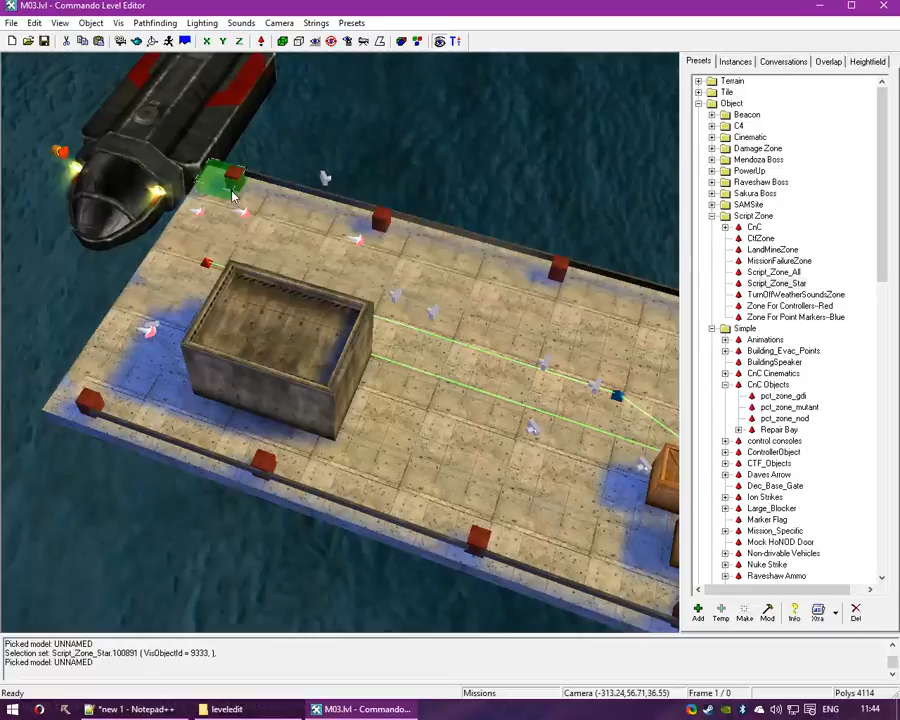 M03.lvl - Commando Level Editor
File Edit View Object Vis Pathfinding Lighting Sounds Camera Strings Presets
X Y Z
Presets Instances Conversations Overlap Heightfield
Terrain
Tile
Object
Beacon
C4
Cinematic
Damage Zone
Mendoza Boss
PowerUp
Raveshaw Boss
Sakura Boss
SAMSite
Script Zone
CnC
CtfZone
LandMineZone
MissionFailureZone
Script_Zone_All
Script_Zone_Star
TurnOffWeatherSoundsZone
Zone For Controllers--Red
Zone For Point Markers--Blue
Simple
Animations
Building_Evac_Points
BuildingSpeaker
CnC Cinematics
CnC Objects
pct_zone_gdi
pct_zone_mutant
pct_zone_nod
Repair Bay
control consoles
ControllerObject
CTF_Objects
Daves Arrow
Dec_Base_Gate
Ion Strikes
Large_Blocker
Marker Flag
Mission_Specific
Mock HoNOD Door
Non-drivable Vehicles
Nuke Strike
Raveshaw Ammo
Add Temp Make Mod Info Xtra Del
Picked model: UNNAMED
Selection set: Script_Zone_Star.100891 ( VisObjectId = 9333, ),
Picked model: UNNAMED
Ready Missions Camera (-313.24,56.71,36.55) Frame 1 / 0 Polys 4114
*new 1 - Notepad++ leveledit M03.lvl - Commando... ENG 11:44